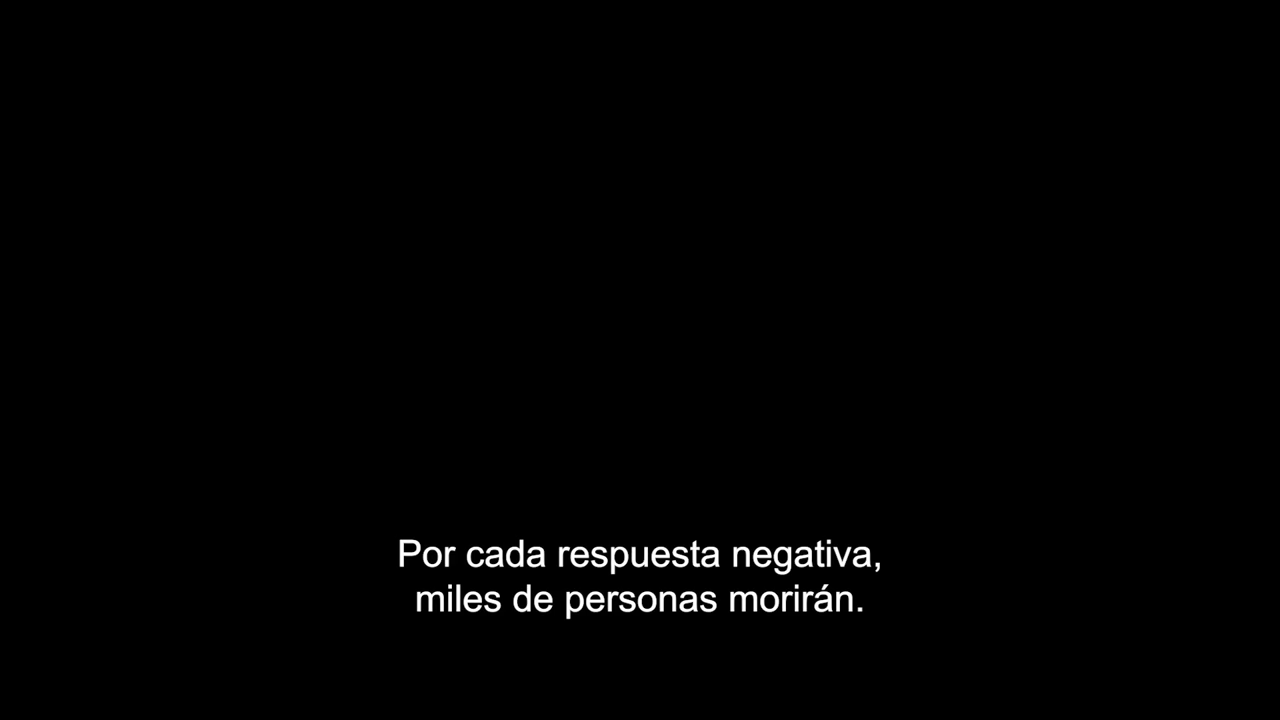 Por cada respuesta negativa,
miles de personas morirán.